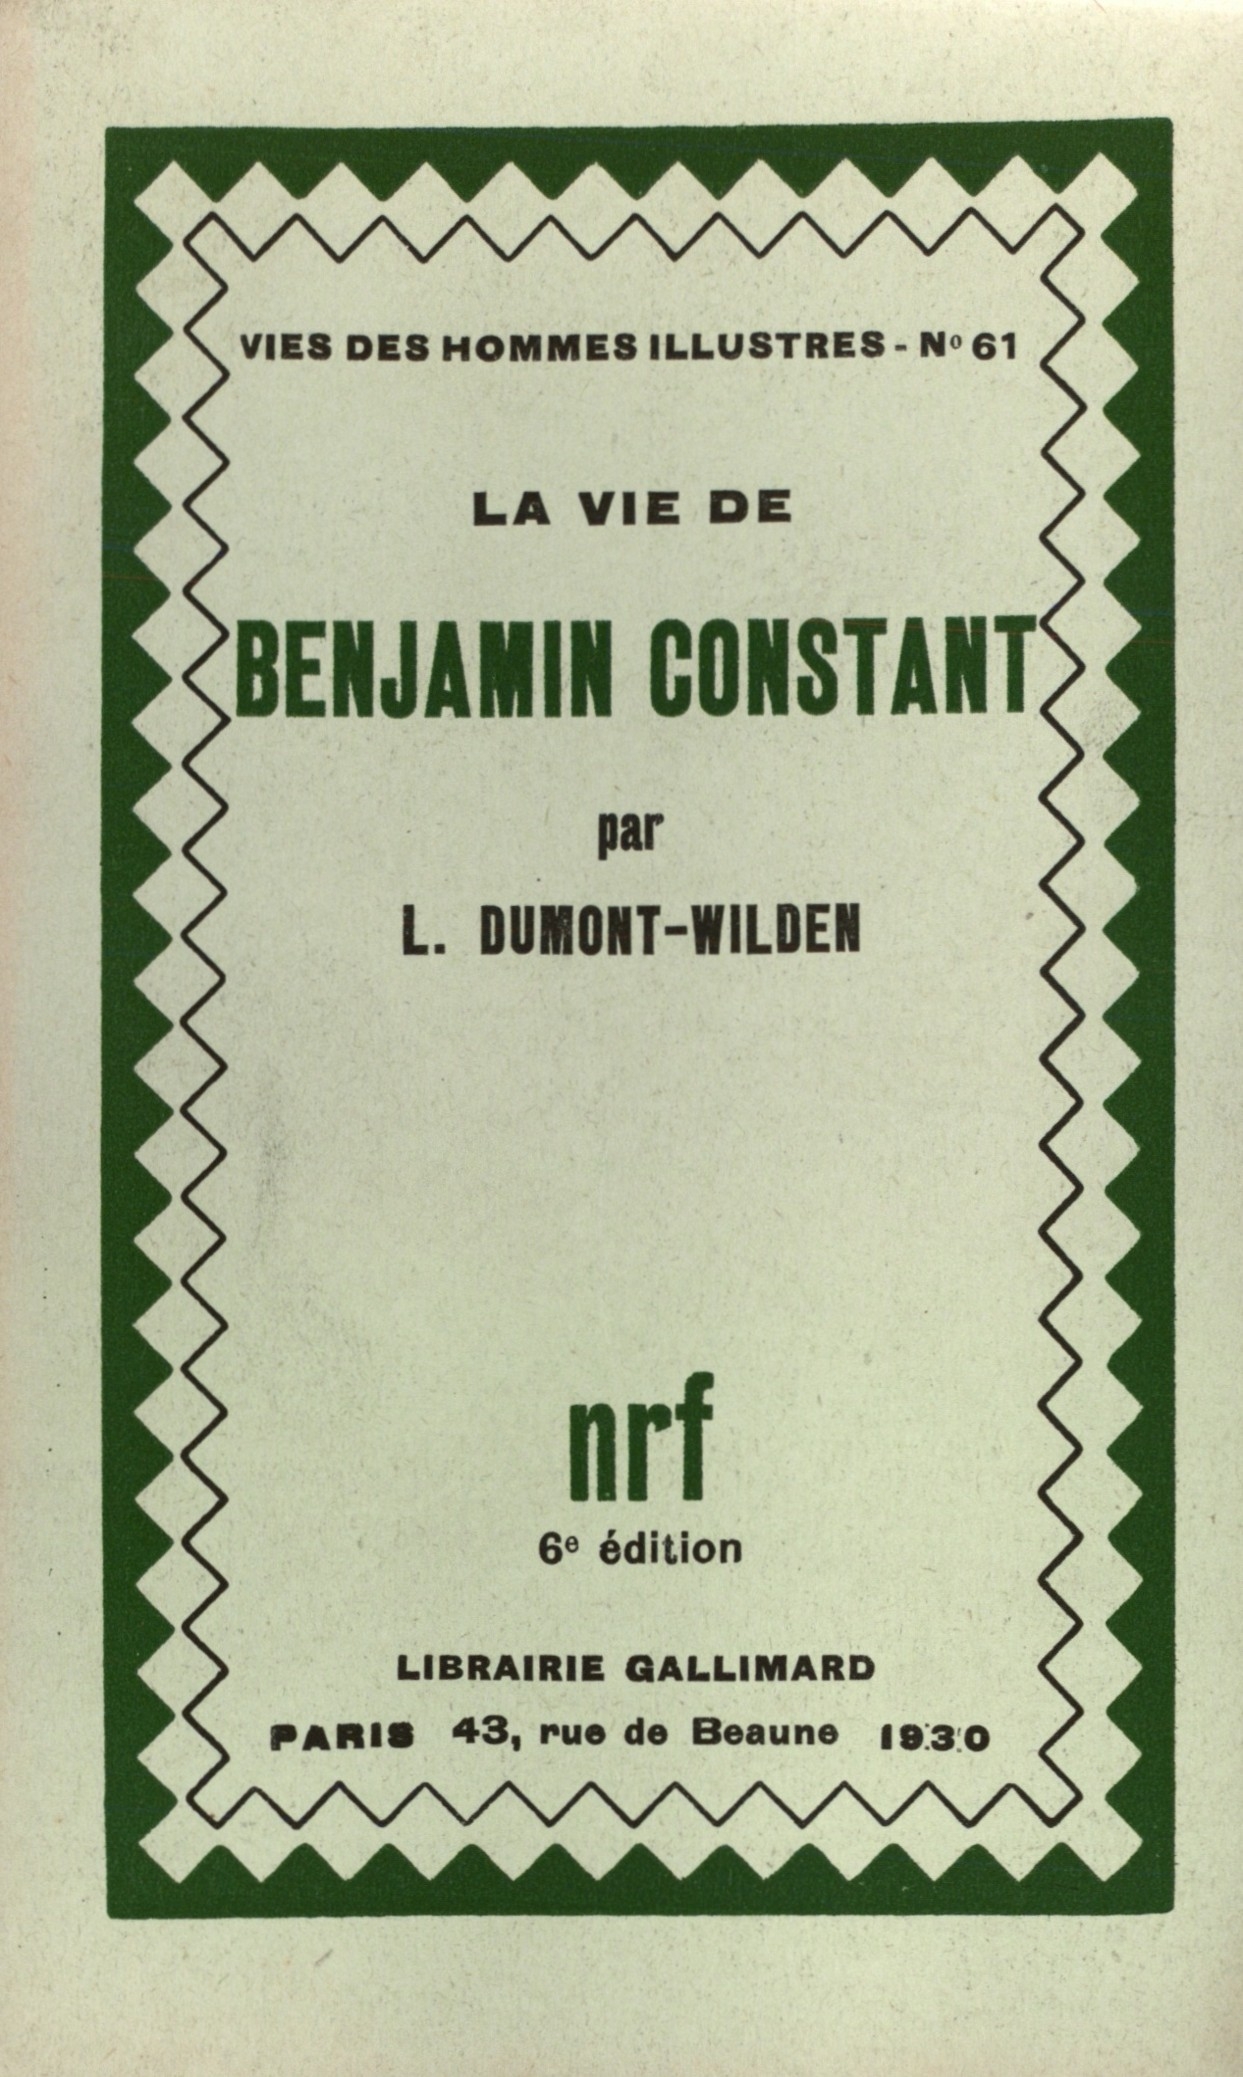 VIES DES HOMMES ILLUSTRES - Nº 61
LA VIE DE
BENJAMIN CONSTANT
par
L. DUMONT-WILDEN
nrf
6ᵉ édition
LIBRAIRIE GALLIMARD
PARIS 43, rue de Beaune 1930